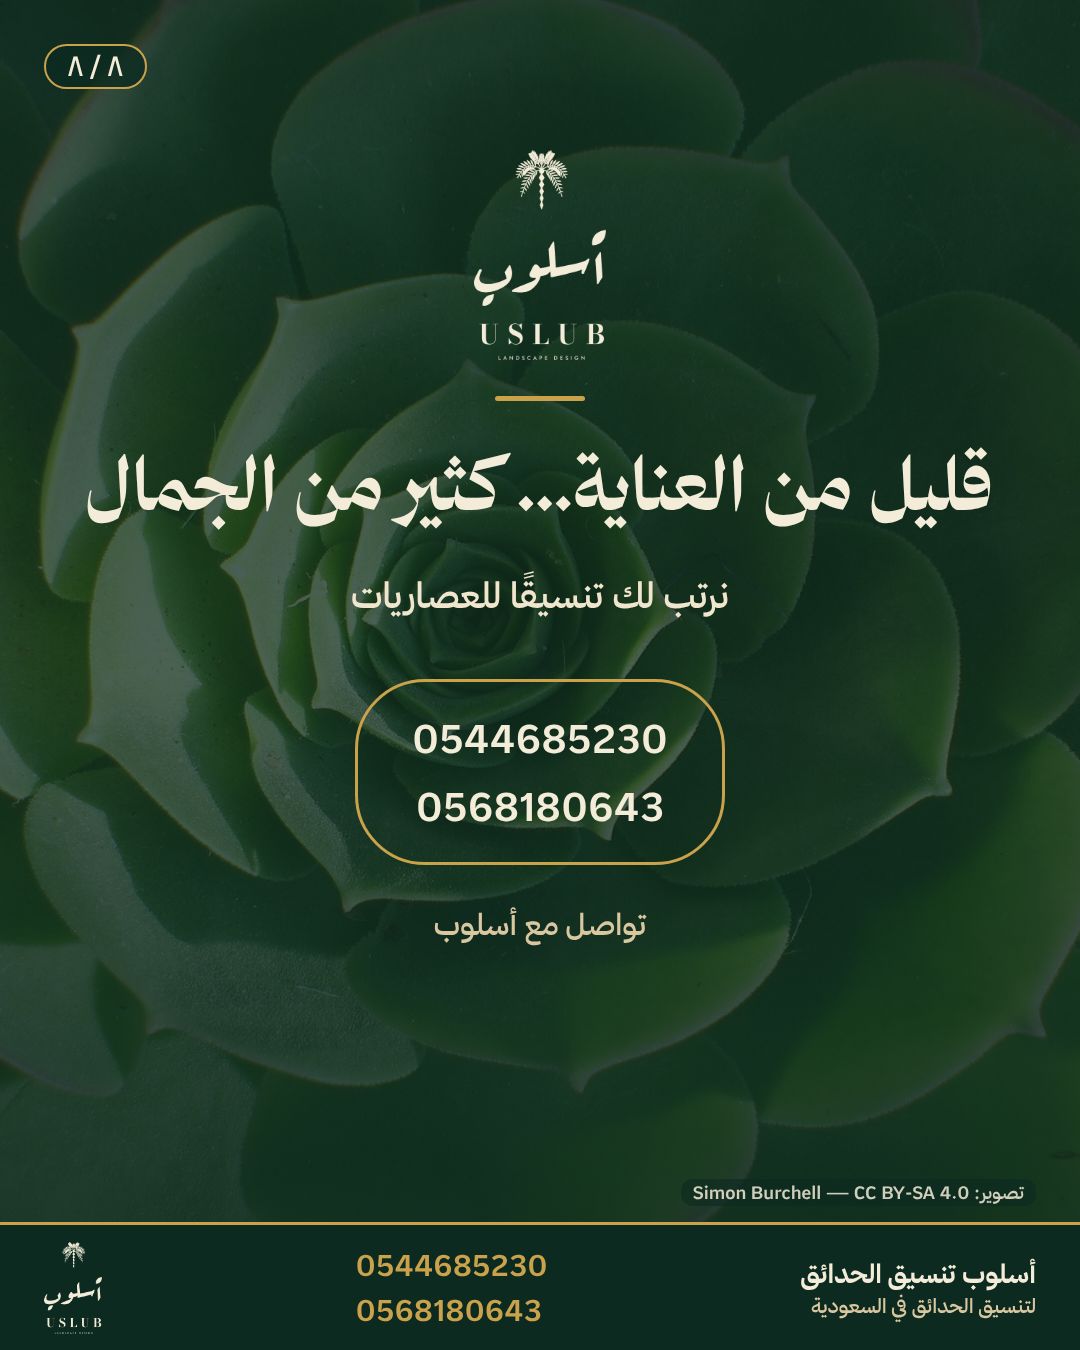 ٨/٨
أسلوب
USLUB
LANDSCAPE DESIGN
قليل من العناية... كثير من الجمال
نرتب لك تنسيقًا للعصاريات
0544685230
0568180643
تواصل مع أسلوب
تصوير: Simon Burchell — CC BY-SA 4.0
أسلوب تنسيق الحدائق
لتنسيق الحدائق في السعودية
0544685230
0568180643
أسلوب
USLUB
LANDSCAPE DESIGN